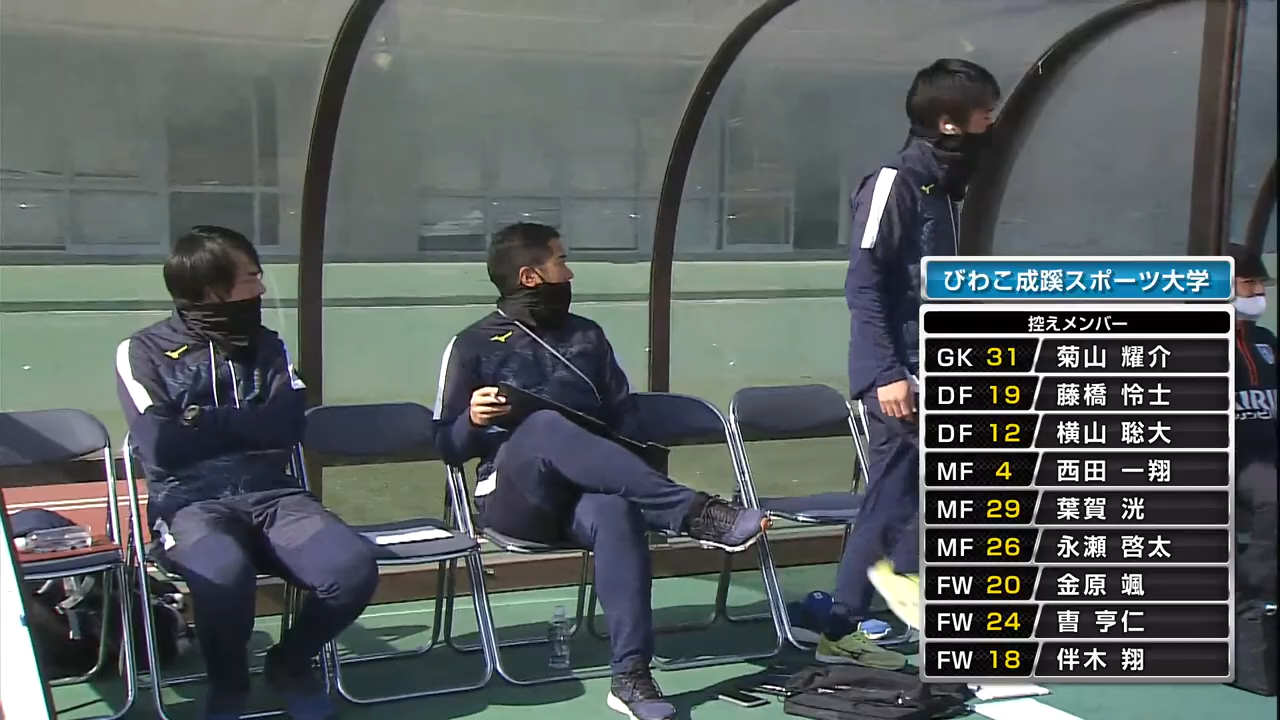 びわこ成蹊スポーツ大学
控えメンバー
GK 31 菊山 耀介
DF 19 藤橋 怜士
DF 12 横山 聡大
MF 4 西田 一翔
MF 29 葉賀 洸
MF 26 永瀬 啓太
FW 20 金原 颯
FW 24 曺 亨仁
FW 18 伴木 翔